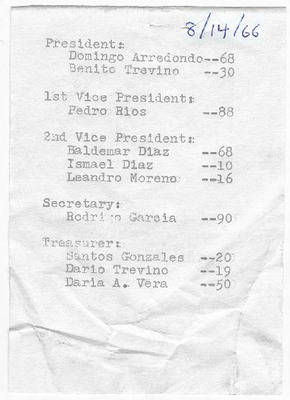 8/14/66
President:
Domingo Arredondo--68
Benito Trevino --30
1st Vice President:
Pedro Rios --88
2nd Vice President:
Baldemar Diaz --68
Ismael Diaz --10
Leandro Moreno --16
Secretary:
Rodrigo Garcia --90
Treasurer:
Santos Gonzales --20
Dario Trevino --19
Daria A. Vera --50